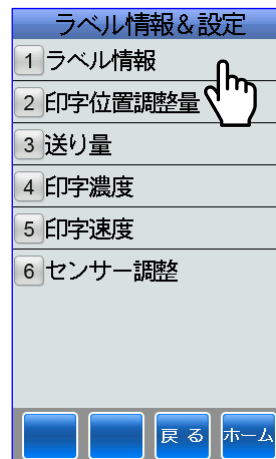 ラベル情報&設定
1 ラベル情報
2 印字位置調整量
3 送り量
4 印字濃度
5 印字速度
6 センサー調整
戻る ホーム